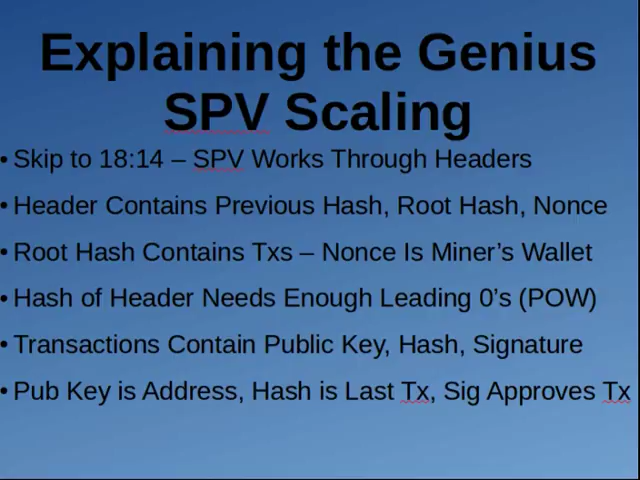 Explaining the Genius
SPV Scaling
• Skip to 18:14 – SPV Works Through Headers
• Header Contains Previous Hash, Root Hash, Nonce
• Root Hash Contains Txs – Nonce Is Miner’s Wallet
• Hash of Header Needs Enough Leading 0’s (POW)
• Transactions Contain Public Key, Hash, Signature
• Pub Key is Address, Hash is Last Tx, Sig Approves Tx